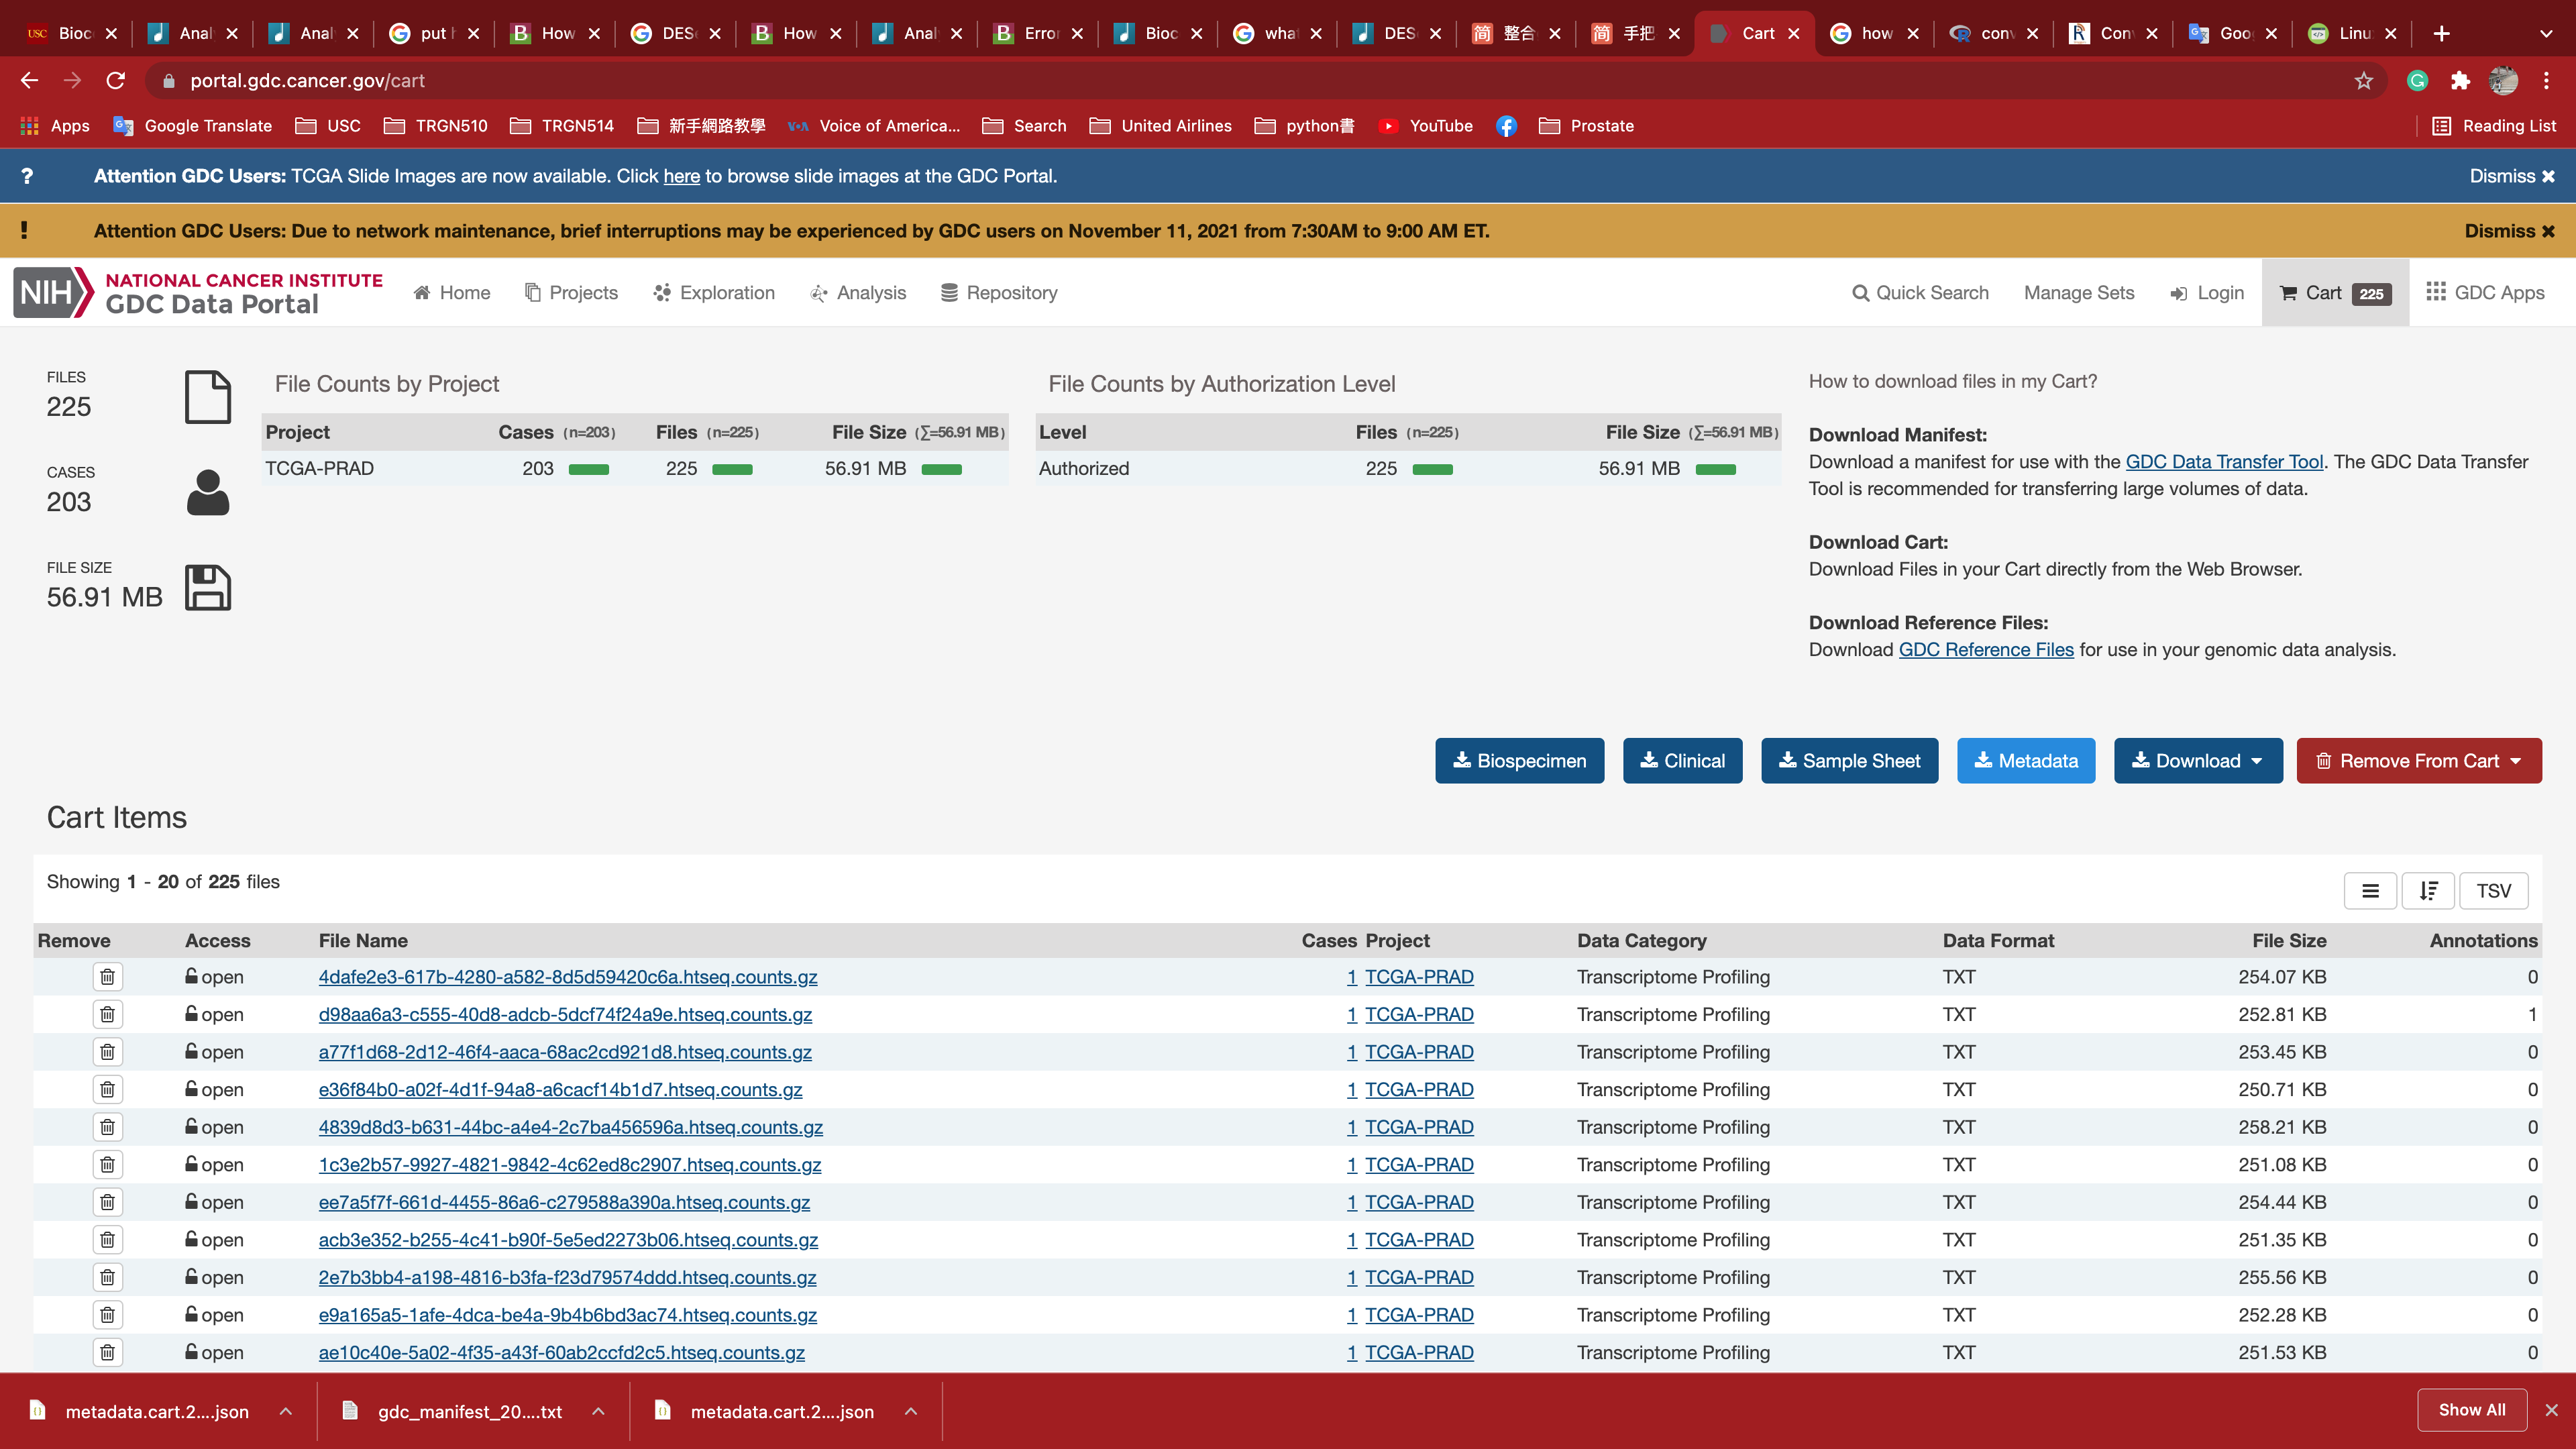 USC Bioc Anal Anal put h How DESe How Anal Error Bioc what DES 整合 手把 Cart how conv Conv Goog Linu
portal.gdc.cancer.gov/cart
Apps Google Translate USC TRGN510 TRGN514 新手網路教學 VOA Voice of America... Search United Airlines python書 YouTube Prostate Reading List
? Attention GDC Users: TCGA Slide Images are now available. Click here to browse slide images at the GDC Portal. Dismiss
! Attention GDC Users: Due to network maintenance, brief interruptions may be experienced by GDC users on November 11, 2021 from 7:30AM to 9:00 AM ET. Dismiss
NIH NATIONAL CANCER INSTITUTE
GDC Data Portal
Home Projects Exploration Analysis Repository Quick Search Manage Sets Login Cart 225 GDC Apps
FILES
225
CASES
203
FILE SIZE
56.91 MB
File Counts by Project
Project Cases (n=203) Files (n=225) File Size (∑=56.91 MB)
TCGA-PRAD 203 225 56.91 MB
File Counts by Authorization Level
Level Files (n=225) File Size (∑=56.91 MB)
Authorized 225 56.91 MB
How to download files in my Cart?
Download Manifest:
Download a manifest for use with the GDC Data Transfer Tool. The GDC Data Transfer
Tool is recommended for transferring large volumes of data.
Download Cart:
Download Files in your Cart directly from the Web Browser.
Download Reference Files:
Download GDC Reference Files for use in your genomic data analysis.
Biospecimen Clinical Sample Sheet Metadata Download Remove From Cart
Cart Items
Showing 1 - 20 of 225 files
TSV
Remove Access File Name Cases Project Data Category Data Format File Size Annotations
open 4dafe2e3-617b-4280-a582-8d5d59420c6a.htseq.counts.gz 1 TCGA-PRAD Transcriptome Profiling TXT 254.07 KB 0
open d98aa6a3-c555-40d8-adcb-5dcf74f24a9e.htseq.counts.gz 1 TCGA-PRAD Transcriptome Profiling TXT 252.81 KB 1
open a77f1d68-2d12-46f4-aaca-68ac2cd921d8.htseq.counts.gz 1 TCGA-PRAD Transcriptome Profiling TXT 253.45 KB 0
open e36f84b0-a02f-4d1f-94a8-a6cacf14b1d7.htseq.counts.gz 1 TCGA-PRAD Transcriptome Profiling TXT 250.71 KB 0
open 4839d8d3-b631-44bc-a4e4-2c7ba456596a.htseq.counts.gz 1 TCGA-PRAD Transcriptome Profiling TXT 258.21 KB 0
open 1c3e2b57-9927-4821-9842-4c62ed8c2907.htseq.counts.gz 1 TCGA-PRAD Transcriptome Profiling TXT 251.08 KB 0
open ee7a5f7f-661d-4455-86a6-c279588a390a.htseq.counts.gz 1 TCGA-PRAD Transcriptome Profiling TXT 254.44 KB 0
open acb3e352-b255-4c41-b90f-5e5ed2273b06.htseq.counts.gz 1 TCGA-PRAD Transcriptome Profiling TXT 251.35 KB 0
open 2e7b3bb4-a198-4816-b3fa-f23d79574ddd.htseq.counts.gz 1 TCGA-PRAD Transcriptome Profiling TXT 255.56 KB 0
open e9a165a5-1afe-4dca-be4a-9b4b6bd3ac74.htseq.counts.gz 1 TCGA-PRAD Transcriptome Profiling TXT 252.28 KB 0
open ae10c40e-5a02-4f35-a43f-60ab2ccfd2c5.htseq.counts.gz 1 TCGA-PRAD Transcriptome Profiling TXT 251.53 KB 0
metadata.cart.2....json gdc_manifest_20....txt metadata.cart.2....json Show All